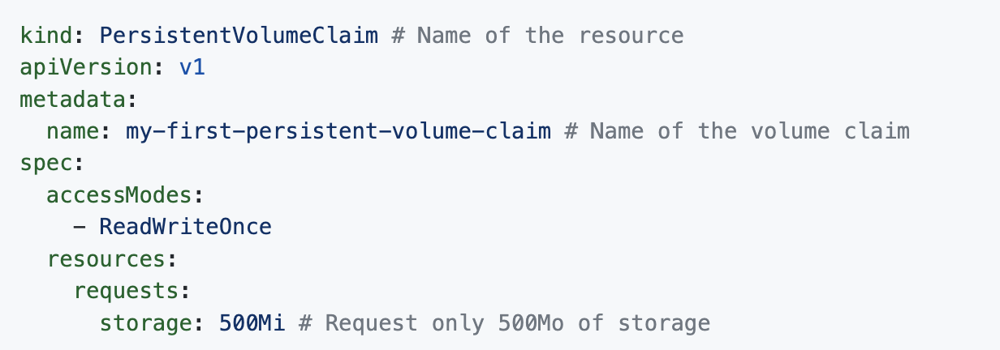 kind: PersistentVolumeClaim # Name of the resource
apiVersion: v1
metadata:
  name: my-first-persistent-volume-claim # Name of the volume claim
spec:
  accessModes:
    - ReadWriteOnce
  resources:
    requests:
      storage: 500Mi # Request only 500Mo of storage